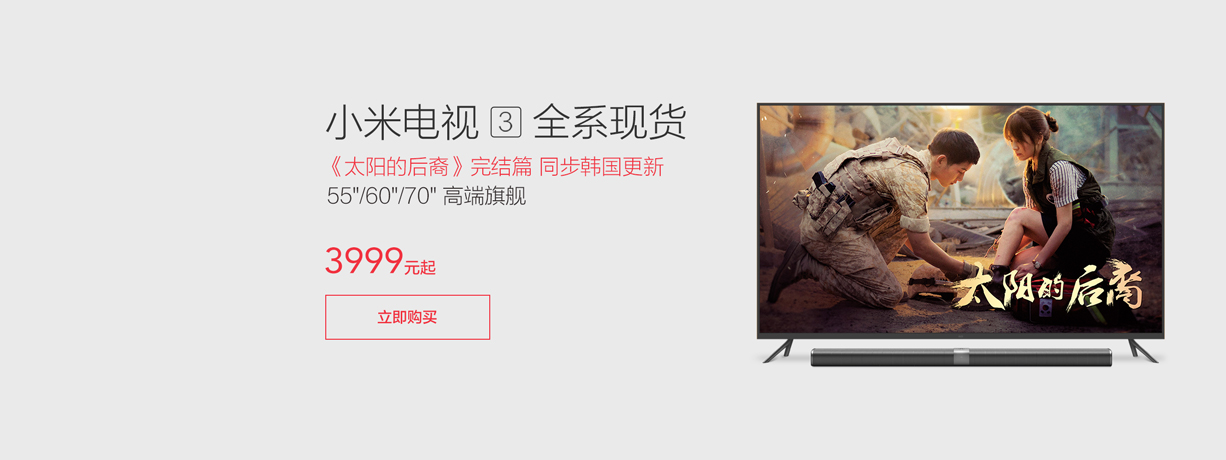 小米电视 3 全系现货
《太阳的后裔》完结篇 同步韩国更新
55"/60"/70" 高端旗舰
3999元起
立即购买
太阳的后裔